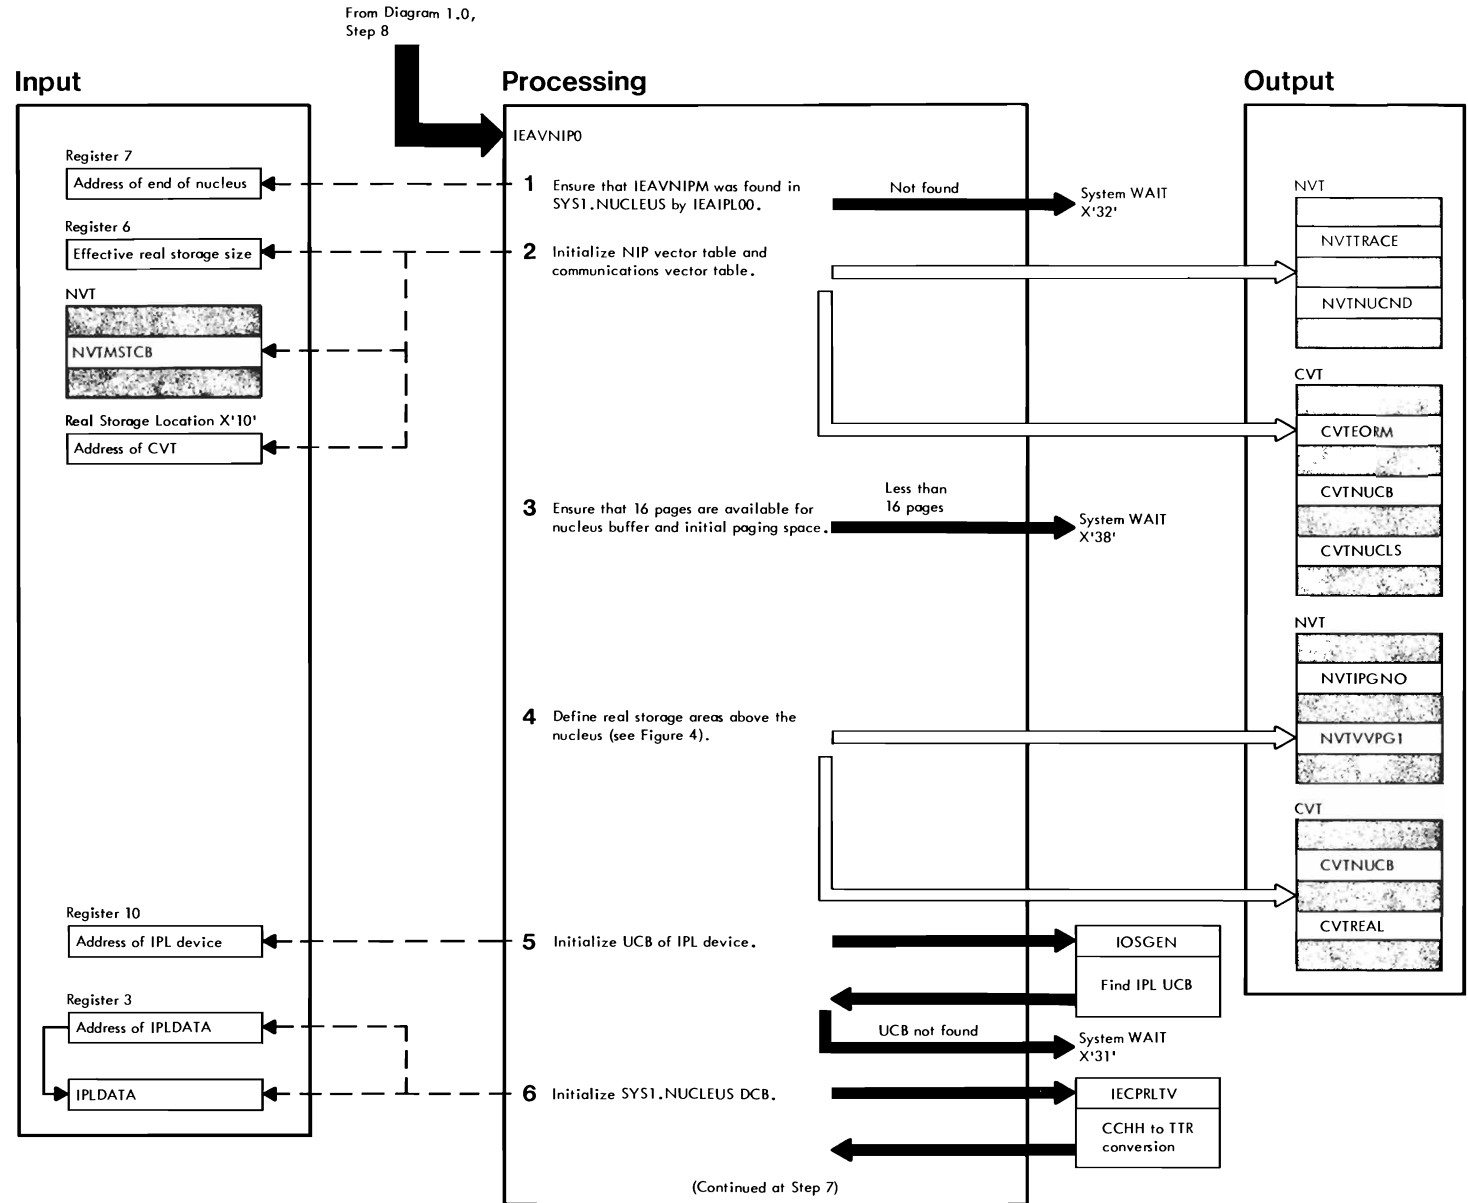 From Diagram 1.0,
Step 8
Input
Processing
Output
IEAVNIP0
Register 7
Address of end of nucleus
1 Ensure that IEAVNIPM was found in
SYS1.NUCLEUS by IEAIPL00.
Not found
System WAIT
X'32'
NVT
NVTTRACE
NVTNUCND
Register 6
Effective real storage size
2 Initialize NIP vector table and
communications vector table.
NVT
NVTMSTCB
Real Storage Location X'10'
Address of CVT
CVT
CVTEORM
CVTNUCB
CVTNUCLS
3 Ensure that 16 pages are available for
nucleus buffer and initial paging space.
Less than
16 pages
System WAIT
X'38'
NVT
NVTIPGNO
NVTVVPG1
4 Define real storage areas above the
nucleus (see Figure 4).
CVT
CVTNUCB
CVTREAL
Register 10
Address of IPL device
5 Initialize UCB of IPL device.
IOSGEN
Find IPL UCB
UCB not found
System WAIT
X'31'
Register 3
Address of IPLDATA
IPLDATA
6 Initialize SYS1.NUCLEUS DCB.
IECPRLTV
CCHH to TTR
conversion
(Continued at Step 7)